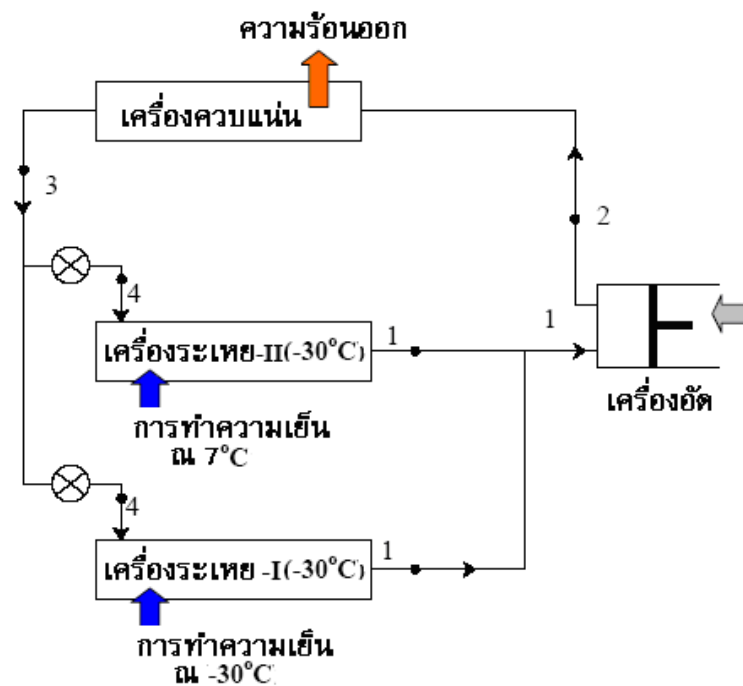 ความร้อนออก
เครื่องควบแน่น
3
2
4
1
1
เครื่องระเหย-II(-30°C)
เครื่องอัด
การทำความเย็น
ณ 7°C
4
1
เครื่องระเหย -I(-30°C)
การทำความเย็น
ณ -30°C